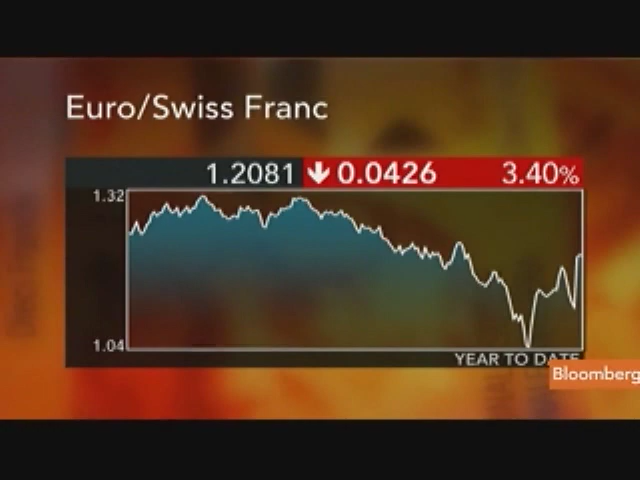 Euro/Swiss Franc
1.2081 0.0426 3.40%
1.32
1.04
YEAR TO DATE
Bloomberg